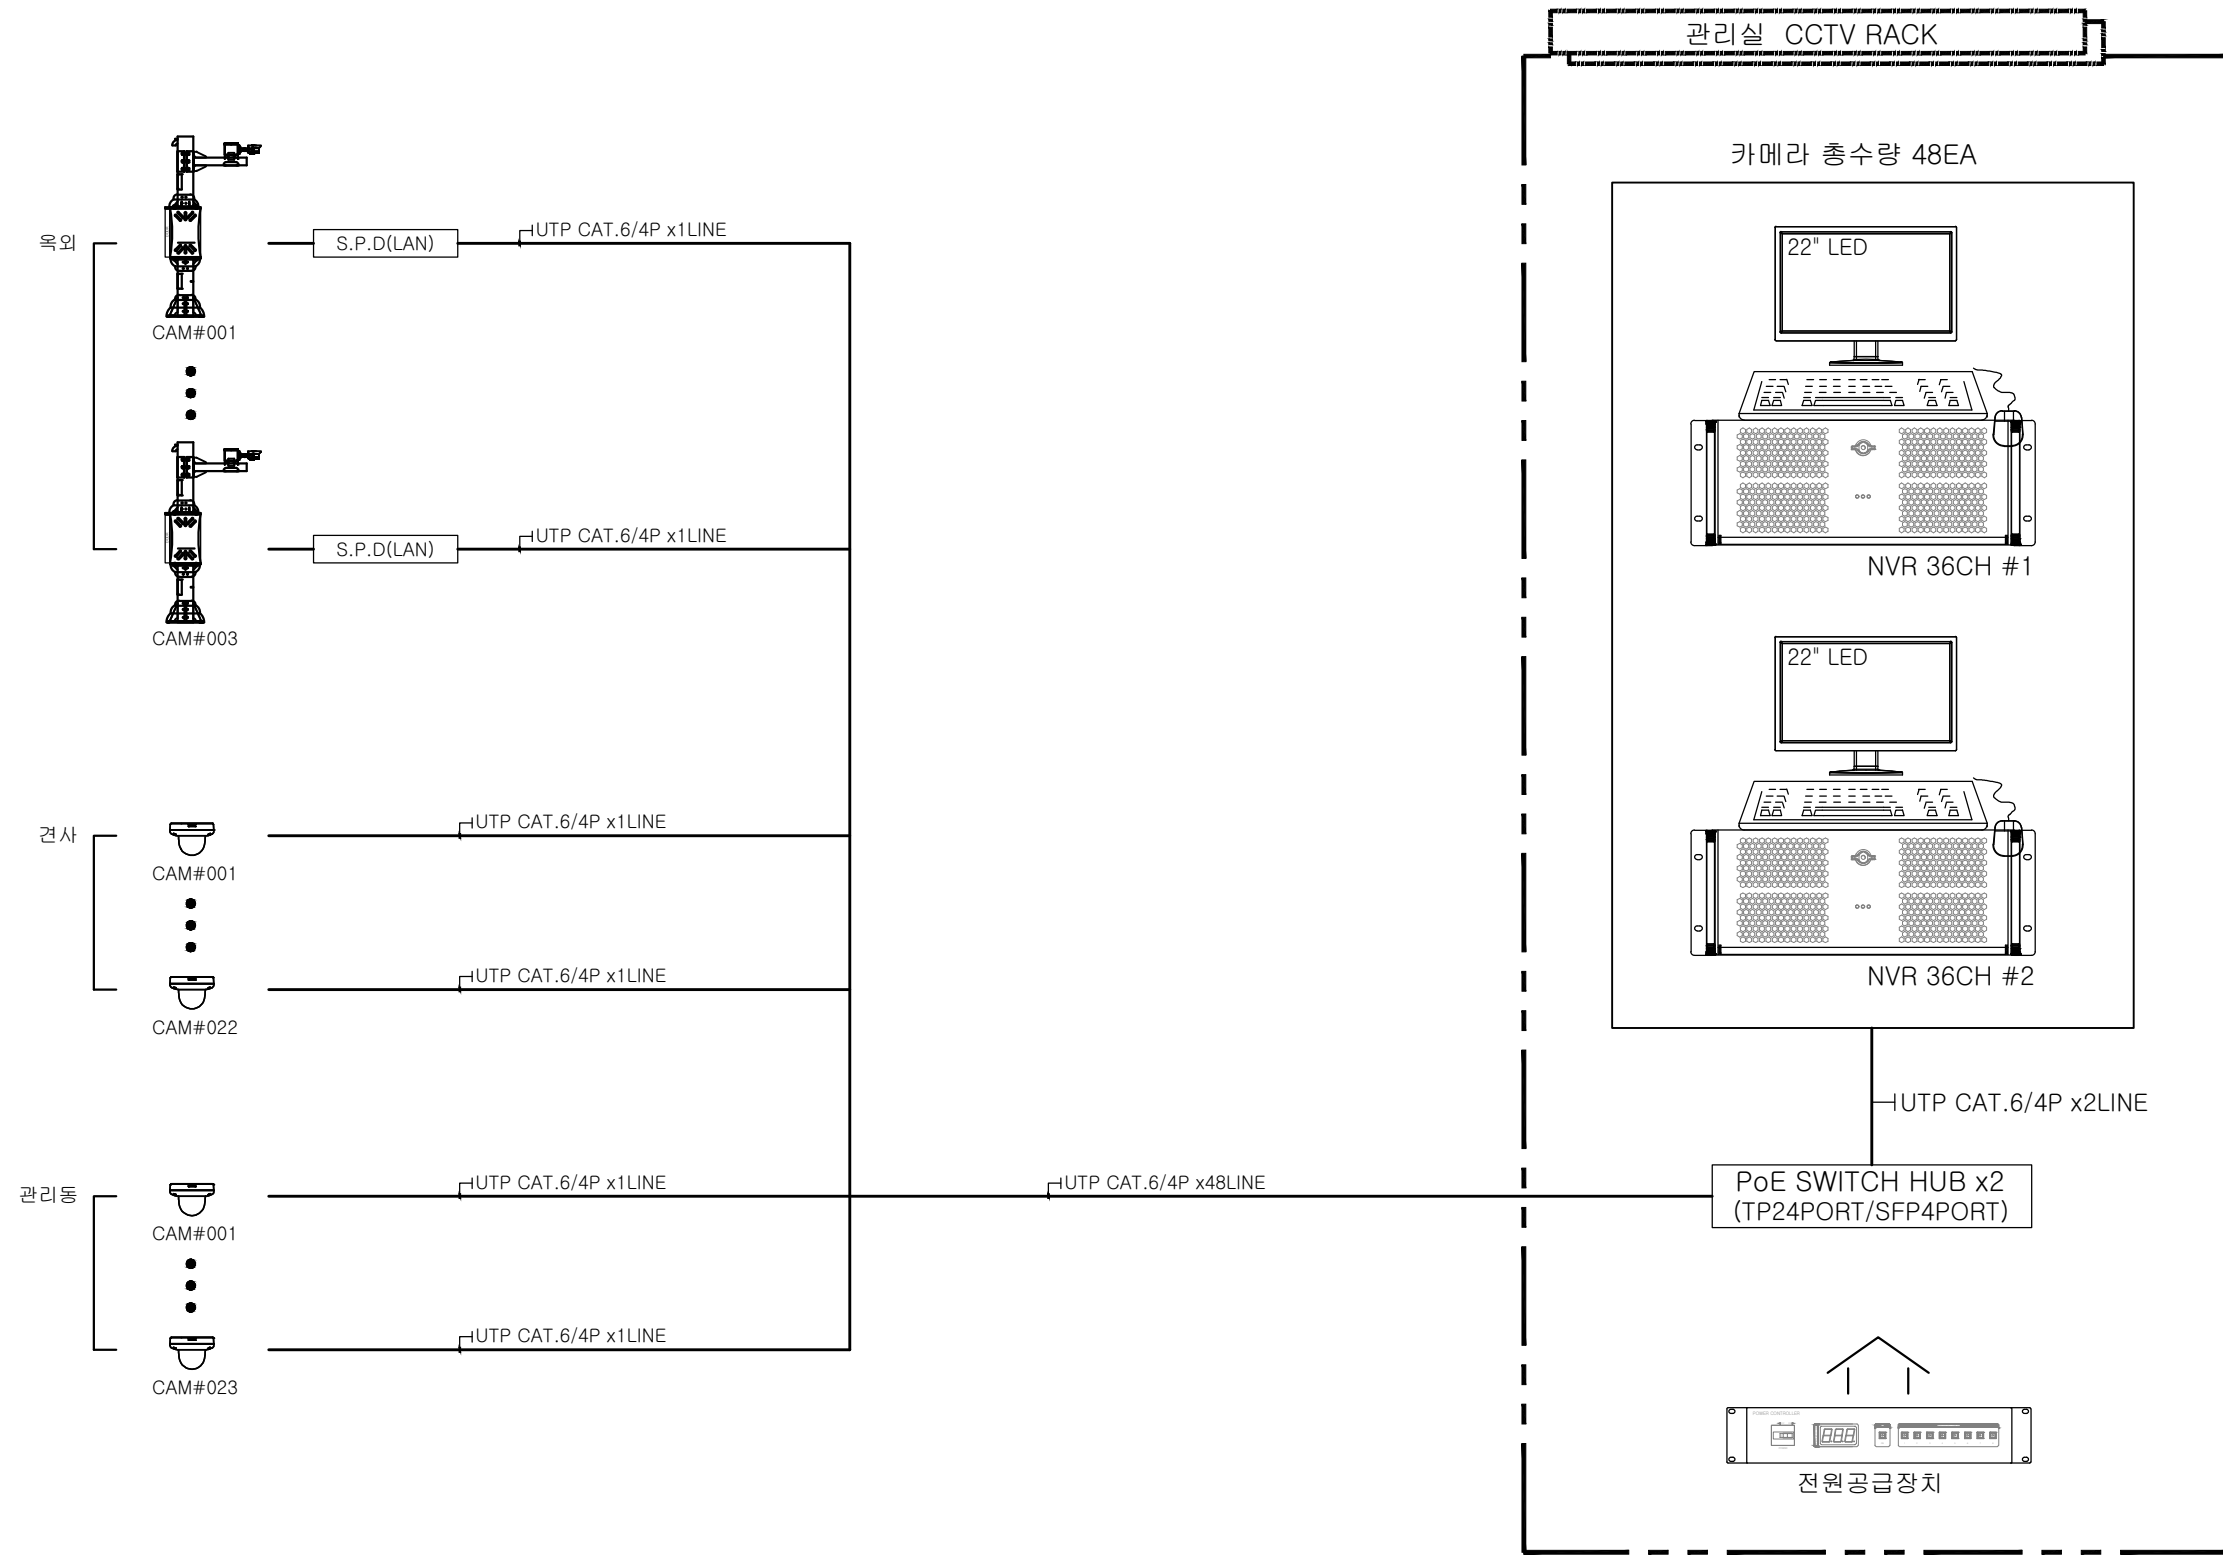 관리실 CCTV RACK
카메라 총수량 48EA
22" LED
NVR 36CH #1
22" LED
NVR 36CH #2
UTP CAT.6/4P x2LINE
PoE SWITCH HUB x2
(TP24PORT/SFP4PORT)
POWER CONTROLLER
전원공급장치
옥외
CAM#001
S.P.D(LAN)
UTP CAT.6/4P x1LINE
CAM#003
S.P.D(LAN)
UTP CAT.6/4P x1LINE
견사
CAM#001
UTP CAT.6/4P x1LINE
CAM#022
UTP CAT.6/4P x1LINE
관리동
CAM#001
UTP CAT.6/4P x1LINE
UTP CAT.6/4P x48LINE
CAM#023
UTP CAT.6/4P x1LINE